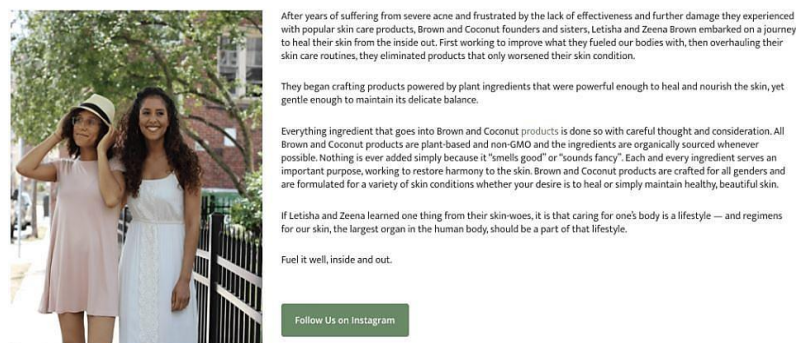 After years of suffering from severe acne and frustrated by the lack of effectiveness and further damage they experienced
with popular skin care products, Brown and Coconut founders and sisters, Letisha and Zeena Brown embarked on a journey
to heal their skin from the inside out. First working to improve what they fueled our bodies with, then overhauling their
skin care routines, they eliminated products that only worsened their skin condition.
They began crafting products powered by plant ingredients that were powerful enough to heal and nourish the skin, yet
gentle enough to maintain its delicate balance.
Everything ingredient that goes into Brown and Coconut products is done so with careful thought and consideration. All
Brown and Coconut products are plant-based and non-GMO and the ingredients are organically sourced whenever
possible. Nothing is ever added simply because it “smells good” or “sounds fancy”. Each and every ingredient serves an
important purpose, working to restore harmony to the skin. Brown and Coconut products are crafted for all genders and
are formulated for a variety of skin conditions whether your desire is to heal or simply maintain healthy, beautiful skin.
If Letisha and Zeena learned one thing from their skin-woes, it is that caring for one’s body is a lifestyle — and regimens
for our skin, the largest organ in the human body, should be a part of that lifestyle.
Fuel it well, inside and out.
Follow Us on Instagram